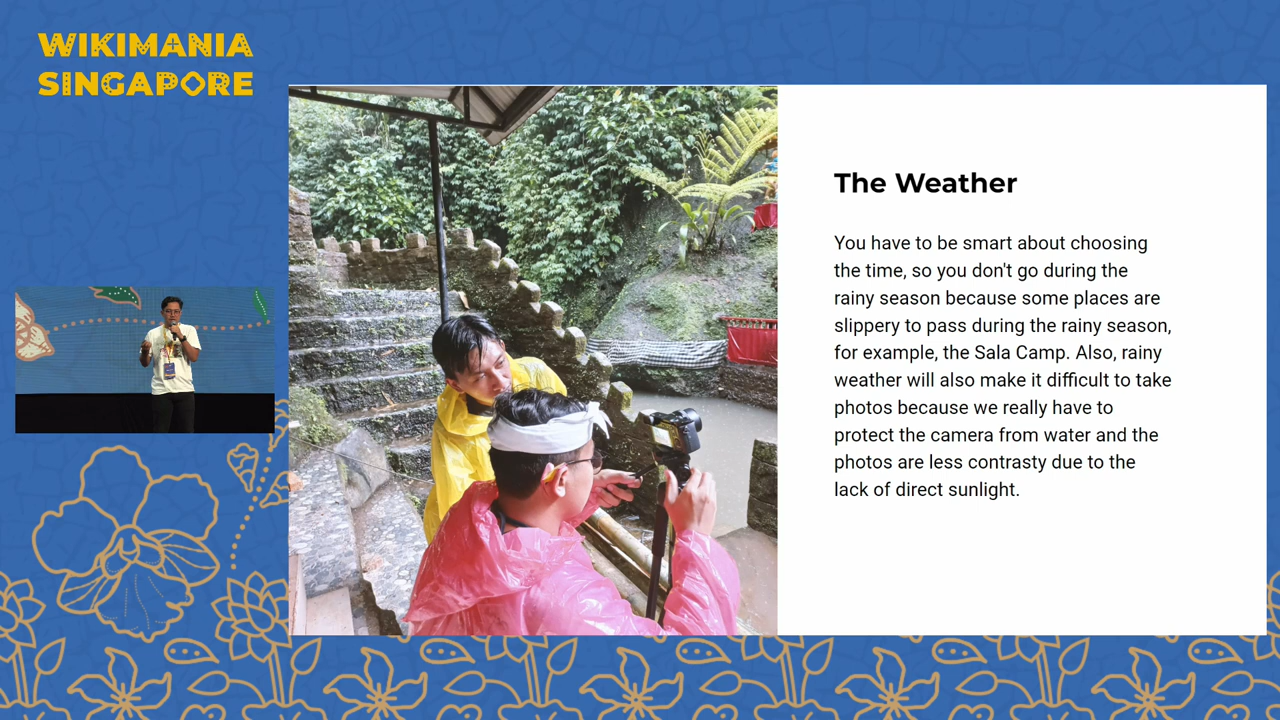 WIKIMANIA
SINGAPORE
The Weather
You have to be smart about choosing
the time, so you don't go during the
rainy season because some places are
slippery to pass during the rainy season,
for example, the Sala Camp. Also, rainy
weather will also make it difficult to take
photos because we really have to
protect the camera from water and the
photos are less contrasty due to the
lack of direct sunlight.